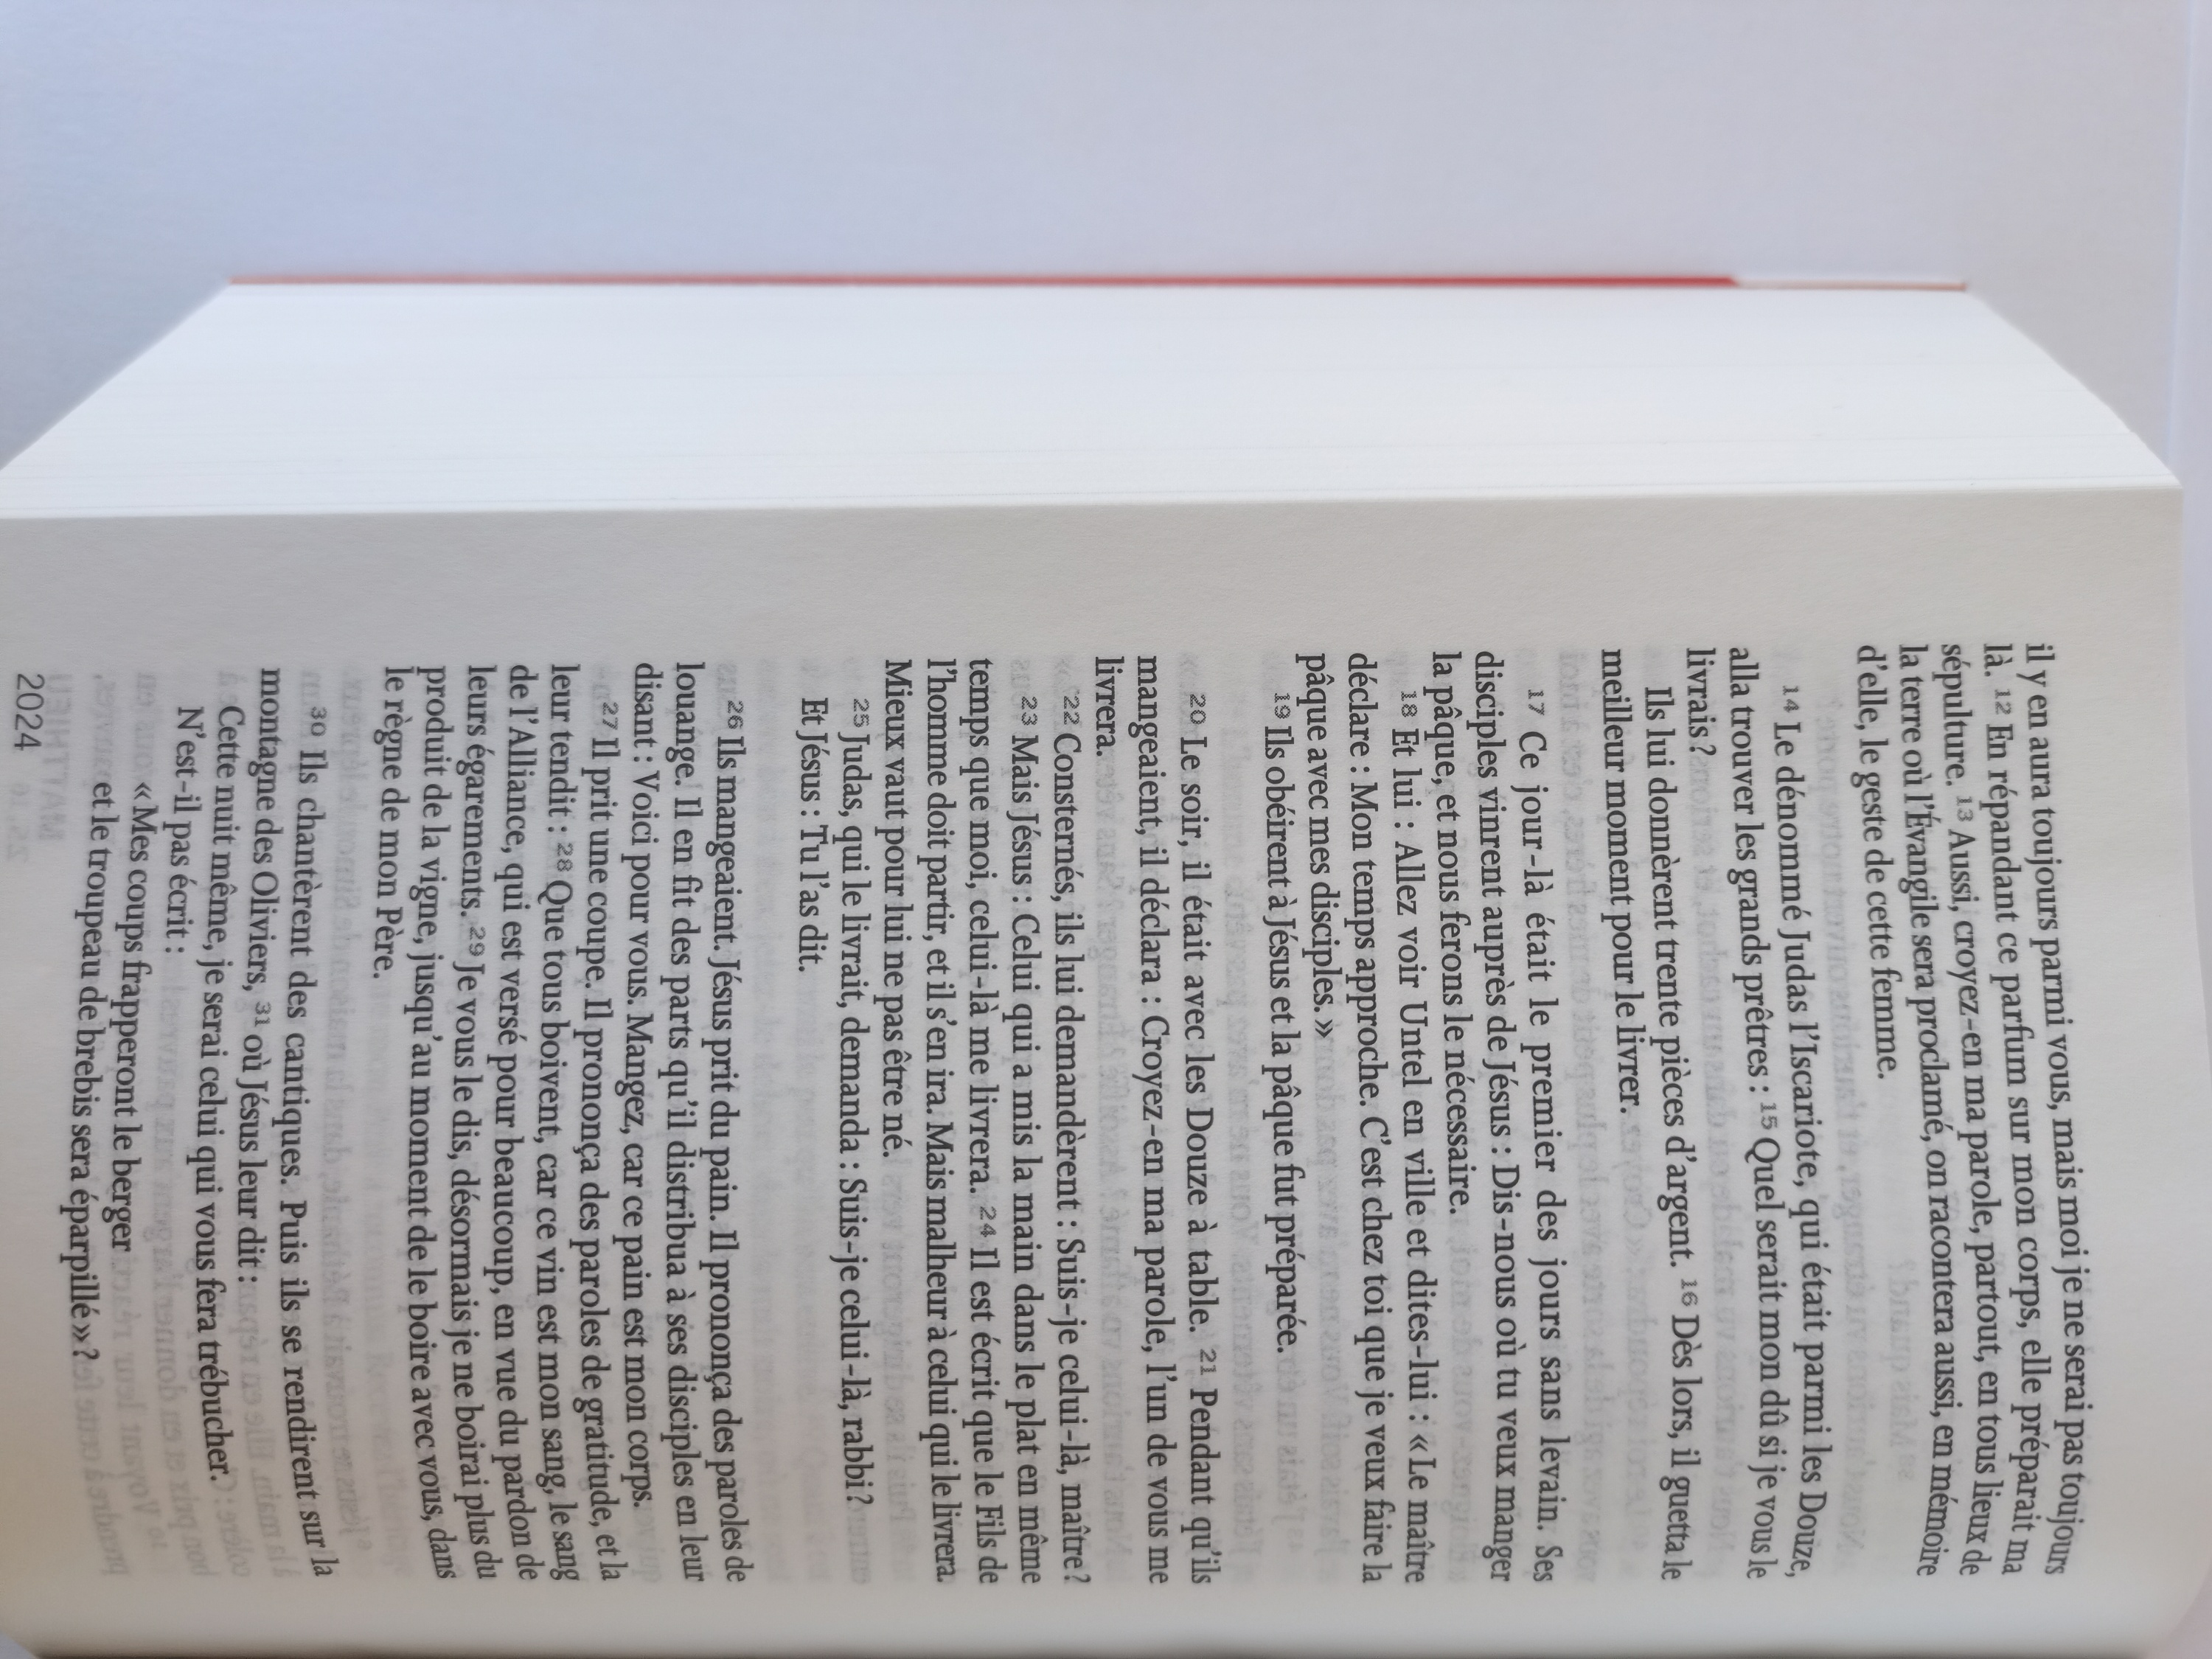 il y en aura toujours parmi vous, mais moi je ne serai pas toujours
là. 12 En répandant ce parfum sur mon corps, elle préparait ma
sépulture. 13 Aussi, croyez-en ma parole, partout, en tous lieux de
la terre où l'Évangile sera proclamé, on racontera aussi, en mémoire
d'elle, le geste de cette femme.
14 Le dénommé Judas l'Iscariote, qui était parmi les Douze,
alla trouver les grands prêtres : 15 Quel serait mon dû si je vous le
livrais ?
Ils lui donnèrent trente pièces d'argent. 16 Dès lors, il guetta le
meilleur moment pour le livrer.
17 Ce jour-là était le premier des jours sans levain. Ses
disciples vinrent auprès de Jésus : Dis-nous où tu veux manger
la pâque, et nous ferons le nécessaire.
18 Et lui : Allez voir Untel en ville et dites-lui : « Le maître
déclare : Mon temps approche. C'est chez toi que je veux faire la
pâque avec mes disciples. »
19 Ils obéirent à Jésus et la pâque fut préparée.
20 Le soir, il était avec les Douze à table. 21 Pendant qu'ils
mangeaient, il déclara : Croyez-en ma parole, l'un de vous me
livrera.
22 Consternés, ils lui demandèrent : Suis-je celui-là, maître ?
23 Mais Jésus : Celui qui a mis la main dans le plat en même
temps que moi, celui-là me livrera. 24 Il est écrit que le Fils de
l'homme doit partir, et il s'en ira. Mais malheur à celui qui le livrera.
Mieux vaut pour lui ne pas être né.
25 Judas, qui le livrait, demanda : Suis-je celui-là, rabbi ?
Et Jésus : Tu l'as dit.
26 Ils mangeaient. Jésus prit du pain. Il prononça des paroles de
louange. Il en fit des parts qu'il distribua à ses disciples en leur
disant : Voici pour vous. Mangez, car ce pain est mon corps.
27 Il prit une coupe. Il prononça des paroles de gratitude, et la
leur tendit : 28 Que tous boivent, car ce vin est mon sang, le sang
de l'Alliance, qui est versé pour beaucoup, en vue du pardon de
leurs égarements. 29 Je vous le dis, désormais je ne boirai plus du
produit de la vigne, jusqu'au moment de le boire avec vous, dans
le règne de mon Père.
30 Ils chantèrent des cantiques. Puis ils se rendirent sur la
montagne des Oliviers, 31 où Jésus leur dit :
Cette nuit même, je serai celui qui vous fera trébucher.
N'est-il pas écrit :
« Mes coups frapperont le berger
et le troupeau de brebis sera éparpillé » ?
2024